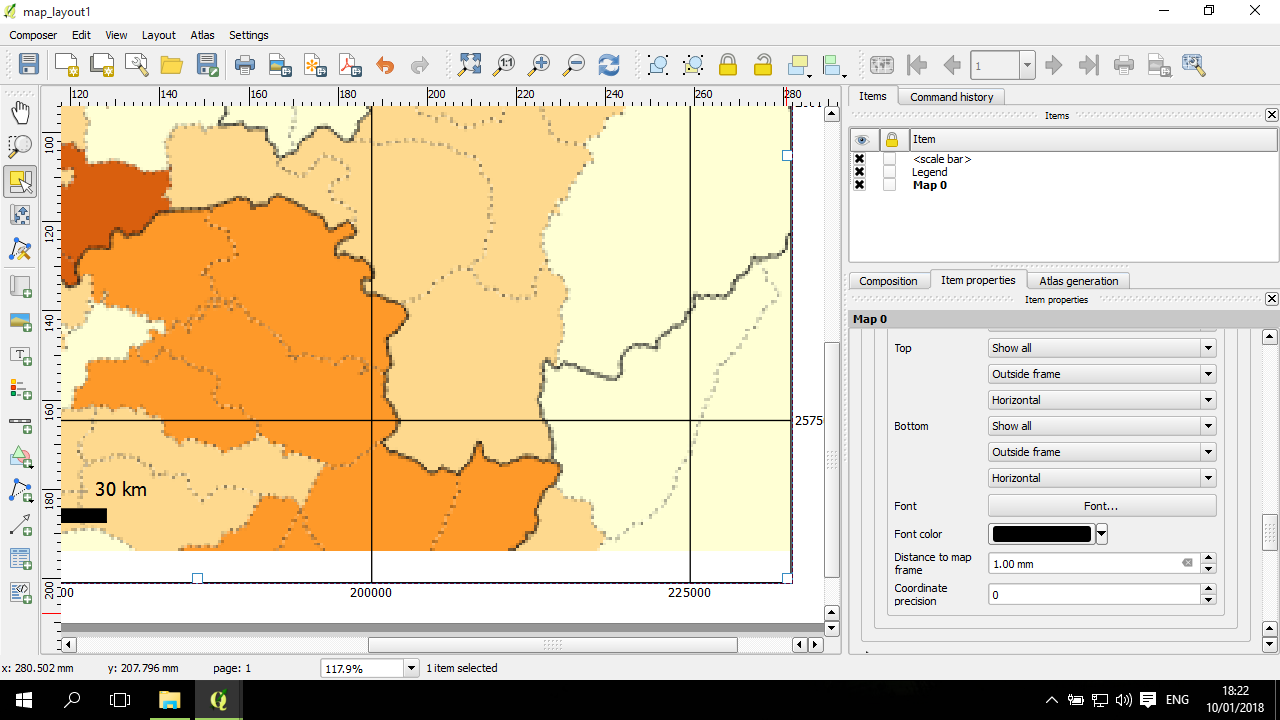 map_layout1
Composer Edit View Layout Atlas Settings
1:1
1
120 140 160 180 200 220 240 260 280
100
120
140
160
180
200
2575
30 km
00 200000 225000
Items Command history
Items
Item
<scale bar>
Legend
Map 0
Composition Item properties Atlas generation
Item properties
Map 0
Top Show all
Outside frame
Horizontal
Bottom Show all
Outside frame
Horizontal
Font Font...
Font color
Distance to map frame 1.00 mm
Coordinate precision 0
x: 280.502 mm y: 207.796 mm page: 1 117.9% 1 item selected
ENG
18:22
10/01/2018